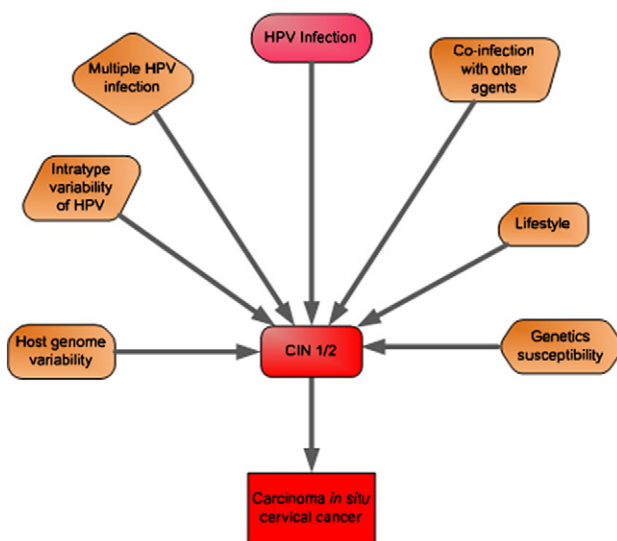 HPV Infection
Multiple HPV
infection
Co-infection
with other
agents
Intratype
variability
of HPV
Lifestyle
Host genome
variability
CIN 1/2
Genetics
susceptibility
Carcinoma in situ
cervical cancer